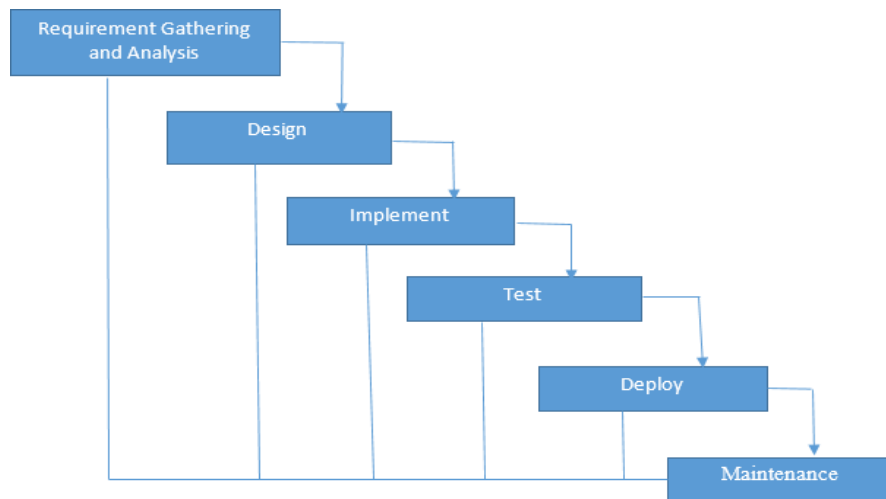 Requirement Gathering
and Analysis
Design
Implement
Test
Deploy
Maintenance